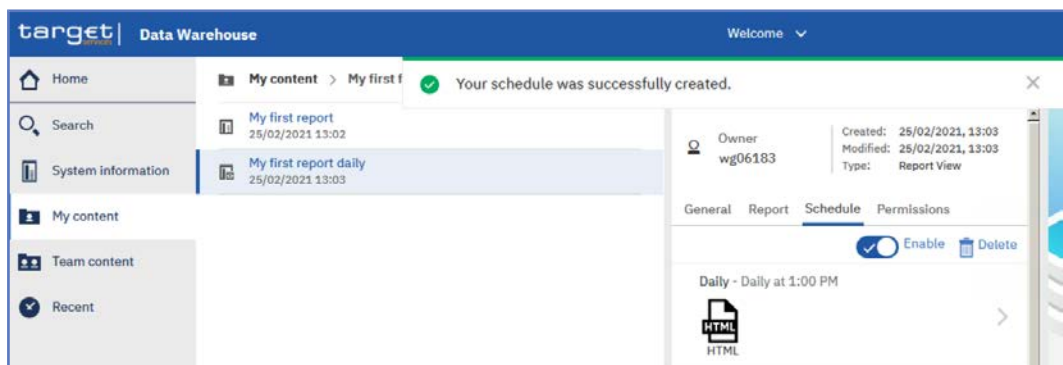 target| Data Warehouse
services
Welcome
Home
Search
System information
My content
Team content
Recent
My content > My first f
Your schedule was successfully created.
My first report
25/02/2021 13:02
My first report daily
25/02/2021 13:03
Owner
wg06183
Created: 25/02/2021, 13:03
Modified: 25/02/2021, 13:03
Type: Report View
General Report Schedule Permissions
Enable Delete
Daily - Daily at 1:00 PM
HTML
HTML